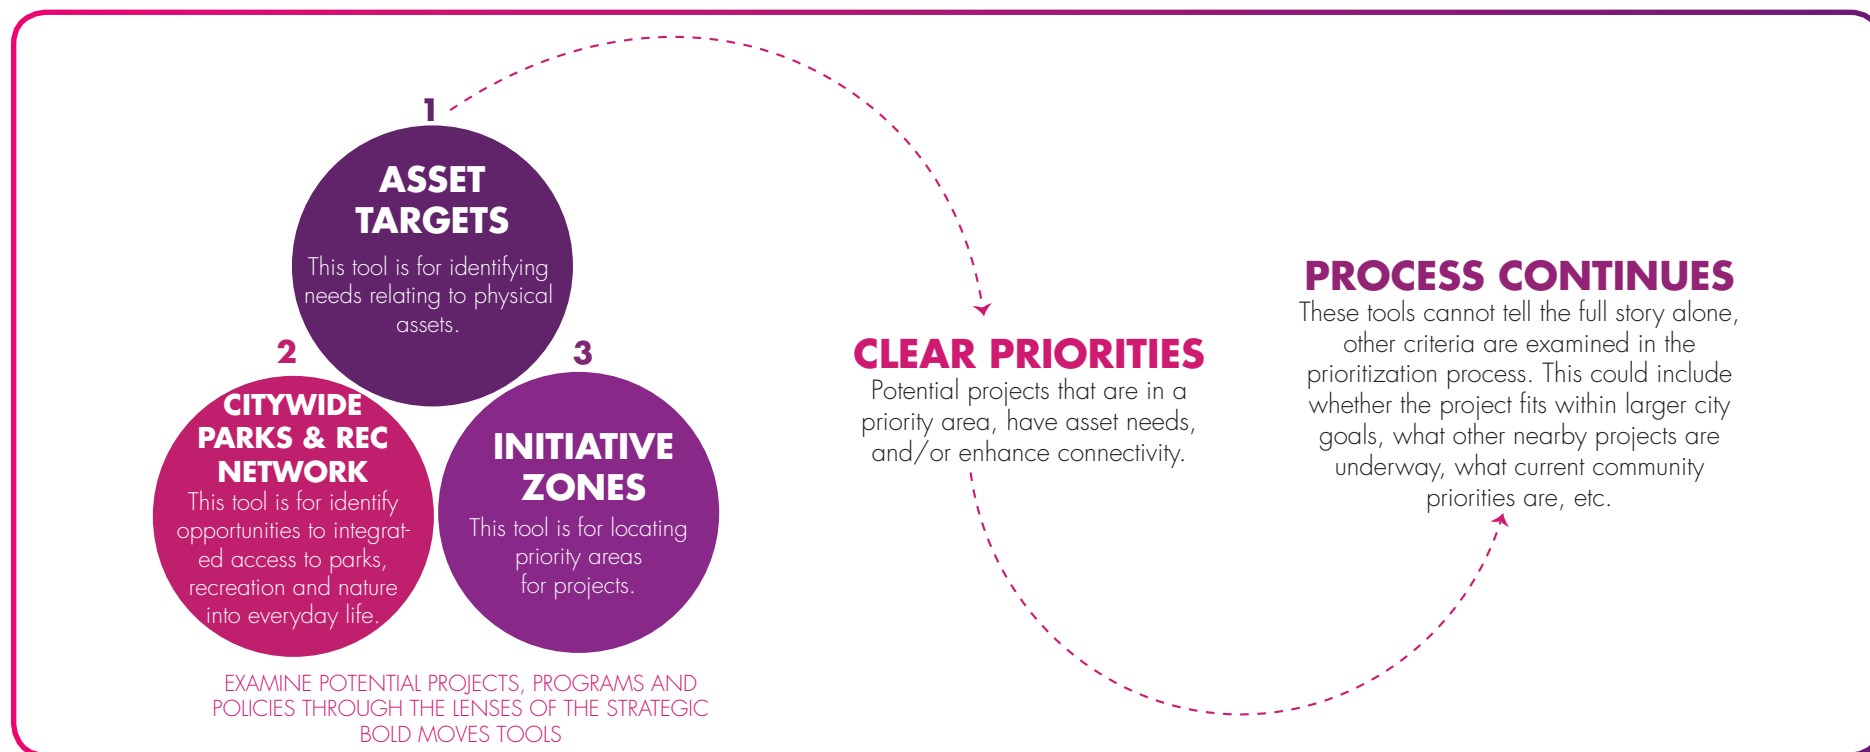 1
ASSET
TARGETS
This tool is for identifying
needs relating to physical
assets.
2
CITYWIDE
PARKS & REC
NETWORK
This tool is for identify
opportunities to integrat-
ed access to parks,
recreation and nature
into everyday life.
3
INITIATIVE
ZONES
This tool is for locating
priority areas
for projects.
EXAMINE POTENTIAL PROJECTS, PROGRAMS AND
POLICIES THROUGH THE LENSES OF THE STRATEGIC
BOLD MOVES TOOLS
CLEAR PRIORITIES
Potential projects that are in a
priority area, have asset needs,
and/or enhance connectivity.
PROCESS CONTINUES
These tools cannot tell the full story alone,
other criteria are examined in the
prioritization process. This could include
whether the project fits within larger city
goals, what other nearby projects are
underway, what current community
priorities are, etc.